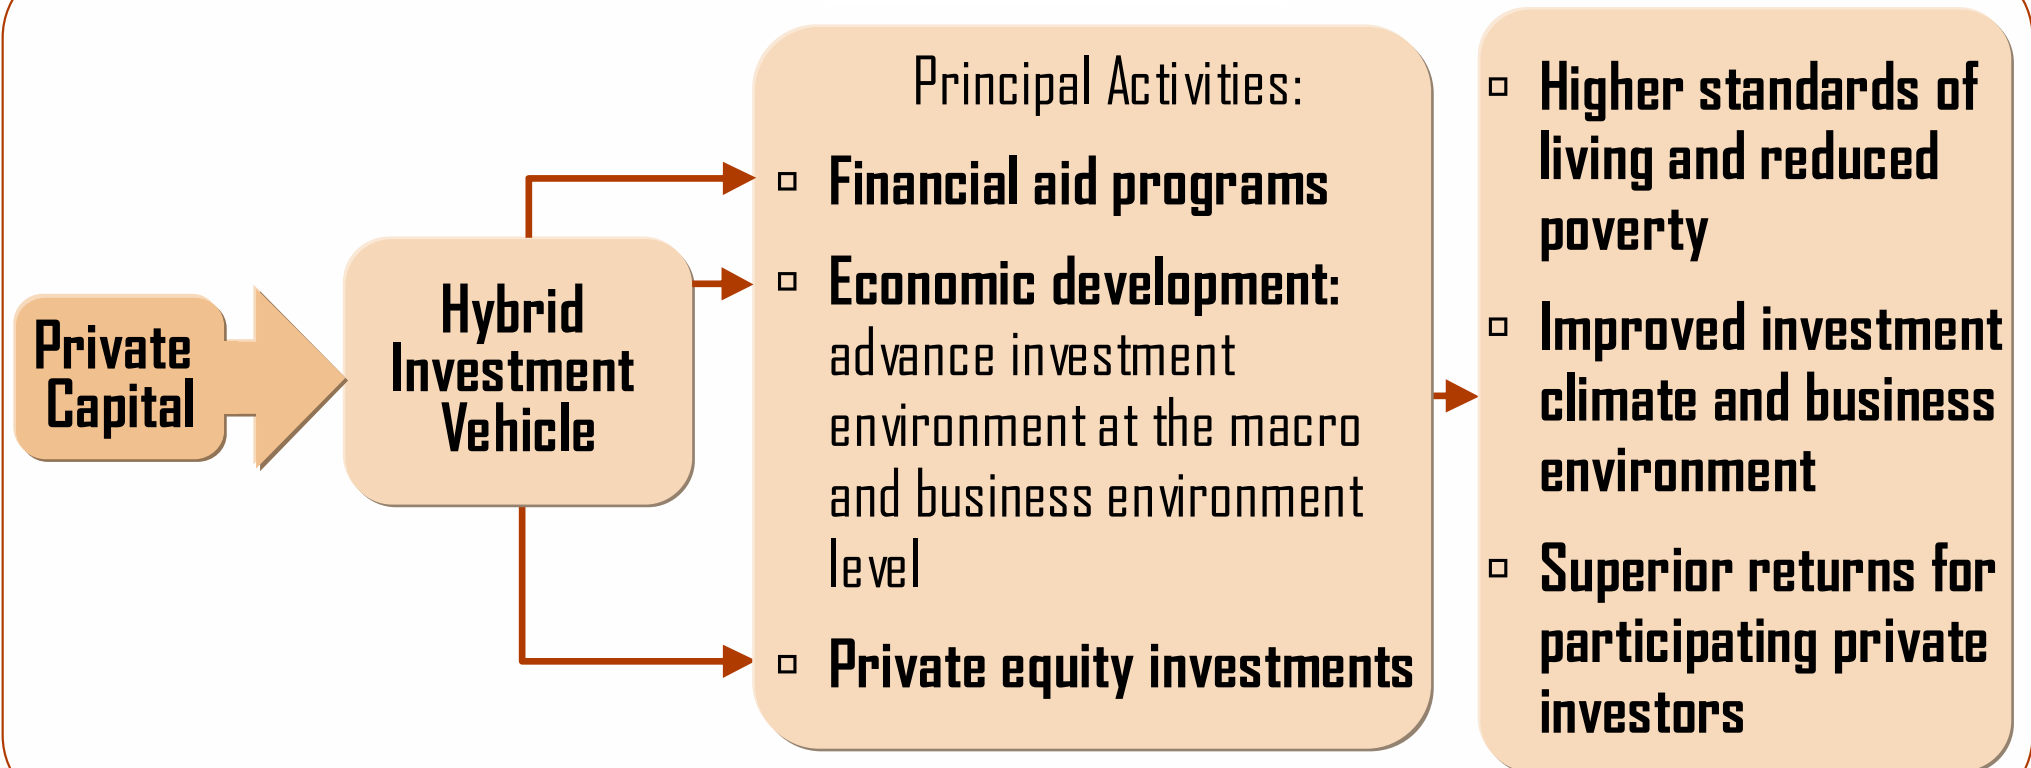 Private
Capital
Hybrid
Investment
Vehicle
Principal Activities:
Financial aid programs
Economic development:
advance investment
environment at the macro
and business environment
level
Private equity investments
Higher standards of
living and reduced
poverty
Improved investment
climate and business
environment
Superior returns for
participating private
investors